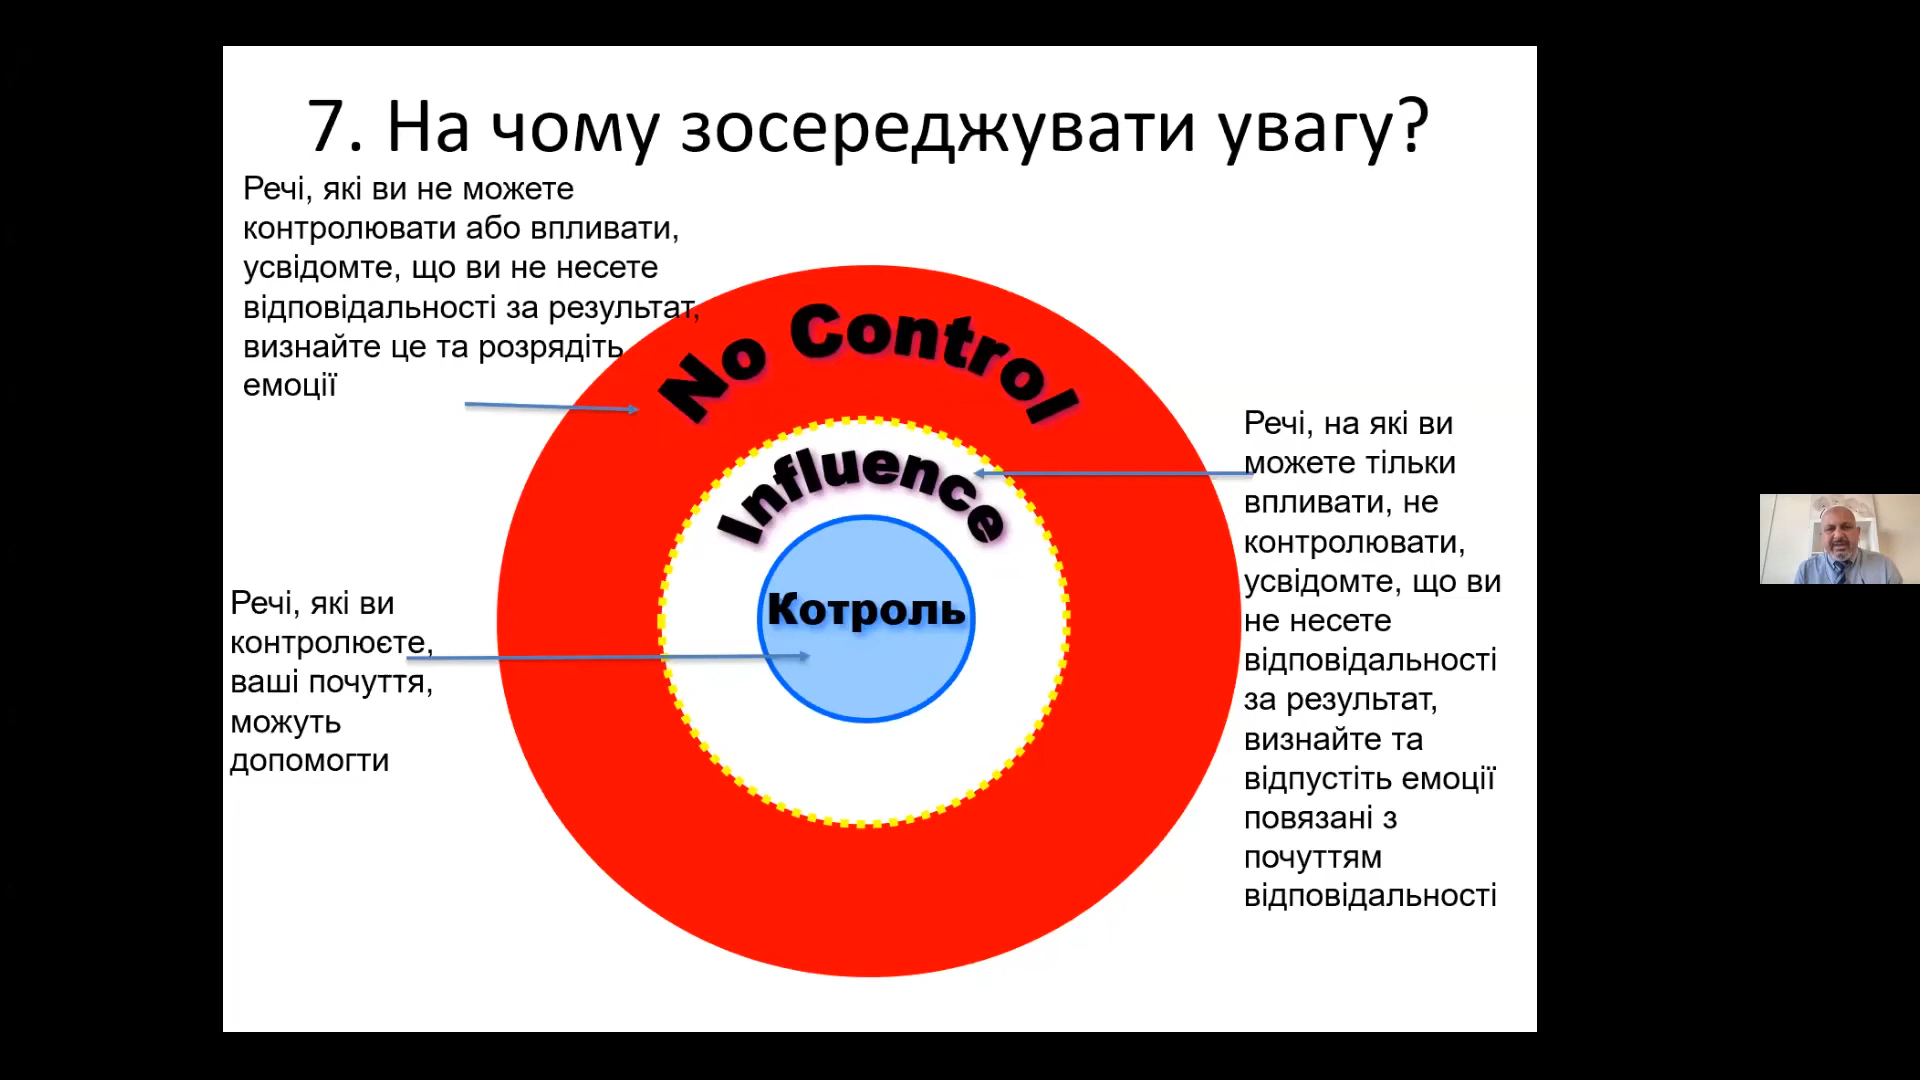 7. На чому зосереджувати увагу?
Речі, які ви не можете
контролювати або впливати,
усвідомте, що ви не несете
відповідальності за результат,
визнайте це та розрядіть
емоції
No Control
Influence
Котроль
Речі, які ви
контролюєте,
ваші почуття,
можуть
допомогти
Речі, на які ви
можете тільки
впливати, не
контролювати,
усвідомте, що ви
не несете
відповідальності
за результат,
визнайте та
відпустіть емоції
повязані з
почуттям
відповідальності